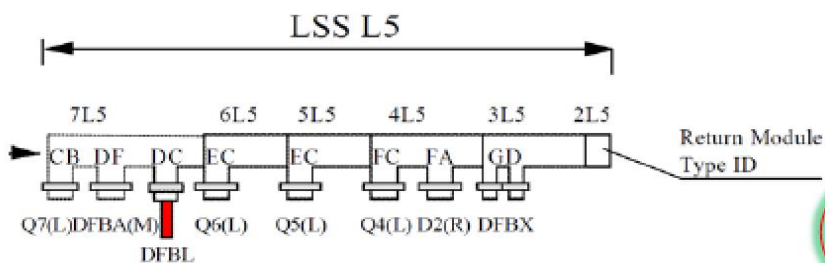 LSS L5
7L5 6L5 5L5 4L5 3L5 2L5
CB DF DC EC EC FC FA GD
Return Module
Type ID
Q7(L)DFBA(M) Q6(L) Q5(L) Q4(L) D2(R) DFBX
DFBL